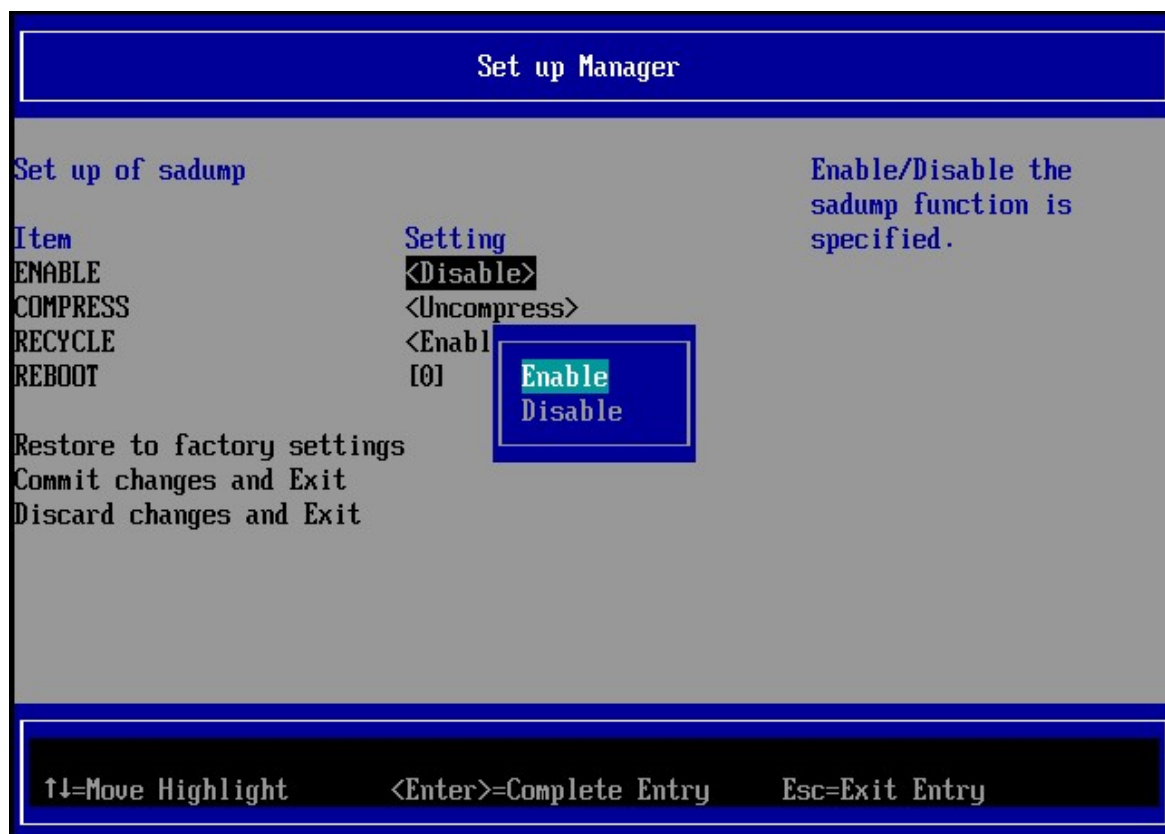 Set up Manager
Set up of sadump
Enable/Disable the
sadump function is
specified.
Item Setting
ENABLE <Disable>
COMPRESS <Uncompress>
RECYCLE <Enabl
REBOOT [0]
Enable
Disable
Restore to factory settings
Commit changes and Exit
Discard changes and Exit
↑↓=Move Highlight <Enter>=Complete Entry Esc=Exit Entry